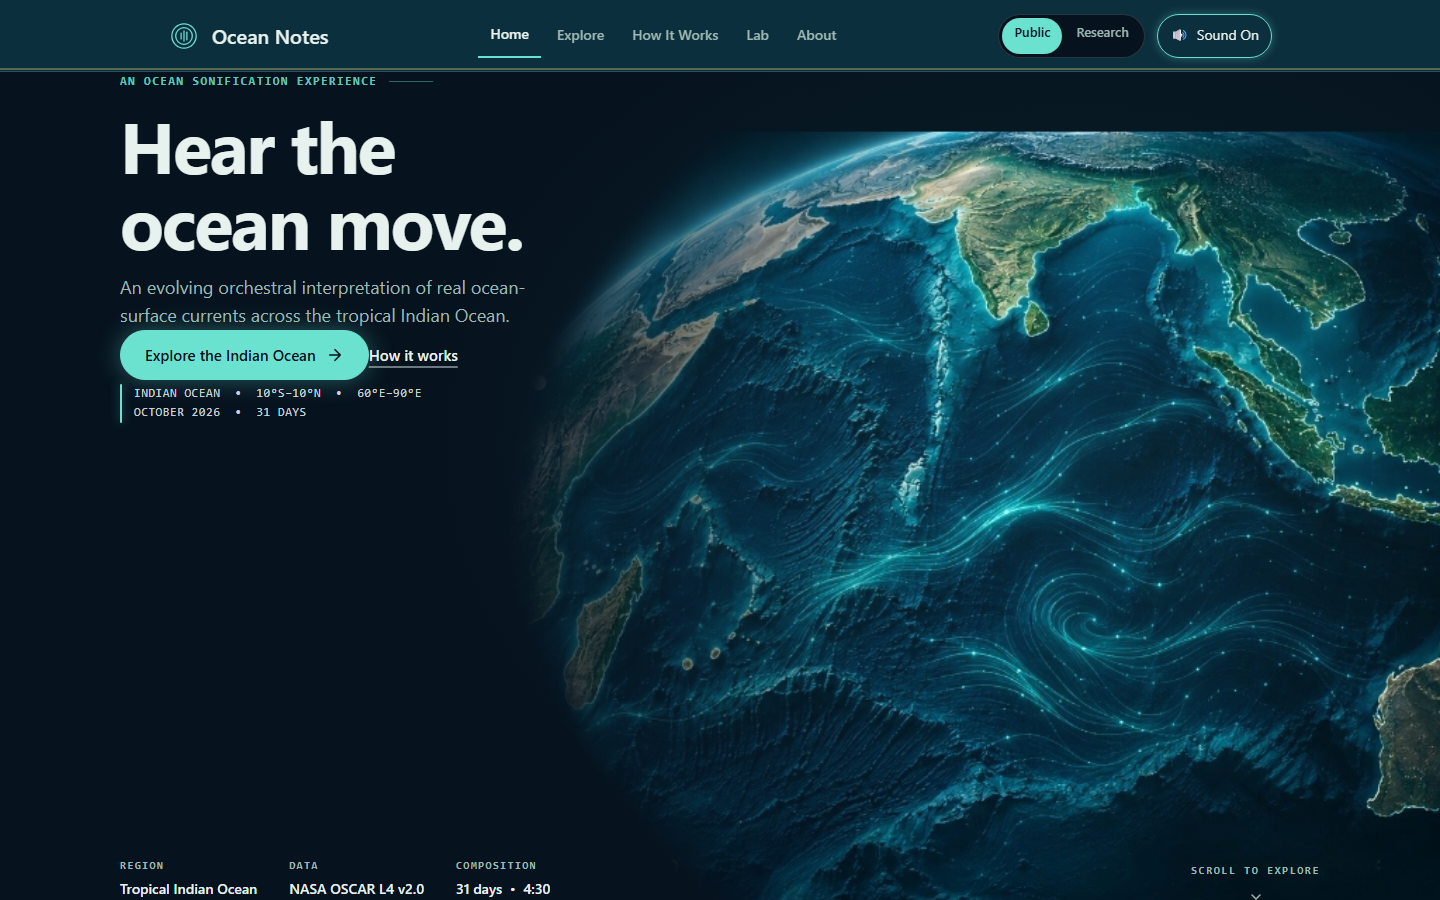 Ocean Notes
Home
Explore
How It Works
Lab
About
Public
Research
Sound On
AN OCEAN SONIFICATION EXPERIENCE
Hear the
ocean move.
An evolving orchestral interpretation of real ocean-
surface currents across the tropical Indian Ocean.
Explore the Indian Ocean →
How it works
INDIAN OCEAN • 10°S–10°N • 60°E–90°E
OCTOBER 2026 • 31 DAYS
REGION
Tropical Indian Ocean
DATA
NASA OSCAR L4 v2.0
COMPOSITION
31 days • 4:30
SCROLL TO EXPLORE